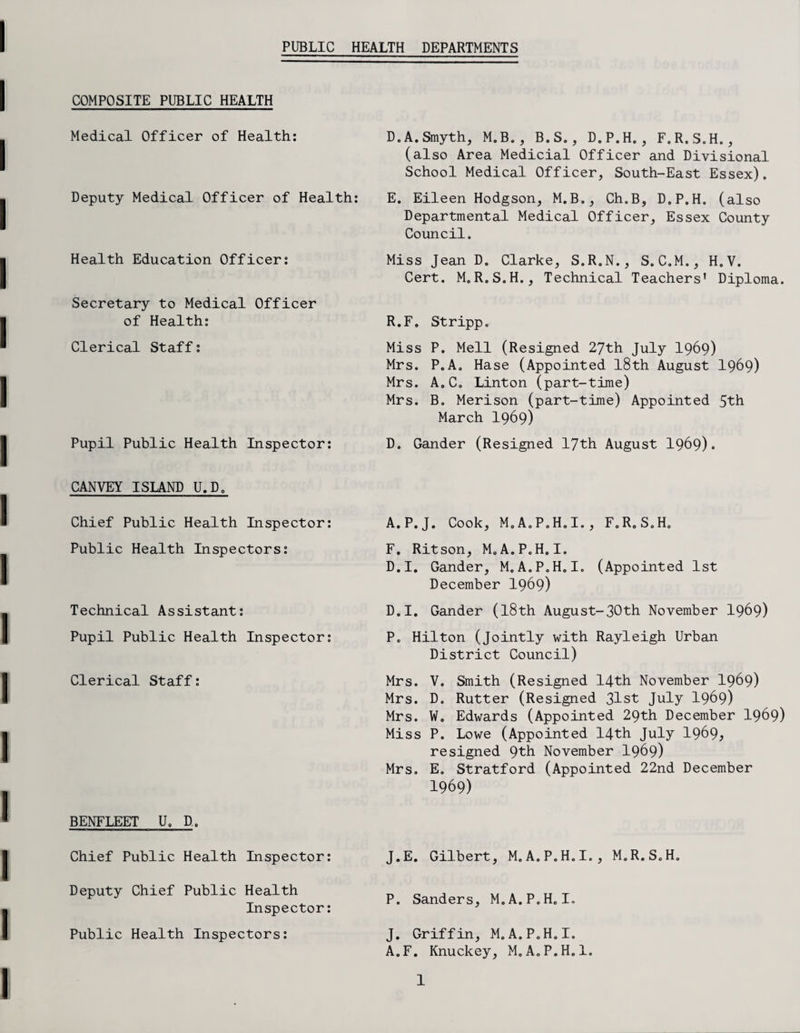 PUBLIC HEALTH DEPARTMENTS
COMPOSITE PUBLIC HEALTH
Medical Officer of Health: D.A.Smyth, M.B., B.S., D.P.H., F.R.S.H.,
(also Area Medicial Officer and Divisional
School Medical Officer, South-East Essex).
Deputy Medical Officer of Health: E. Eileen Hodgson, M.B., Ch.B, D.P.H. (also
Departmental Medical Officer, Essex County
Council.
Health Education Officer: Miss Jean D. Clarke, S.R.N., S.C.M., H.V.
Cert. M.R.S.H., Technical Teachers' Diploma.
Secretary to Medical Officer
of Health: R.F. Stripp.
Clerical Staff: Miss P. Mell (Resigned 27th July 1969)
Mrs. P.A. Hase (Appointed 18th August 1969)
Mrs. A.C. Linton (part-time)
Mrs. B. Merison (part-time) Appointed 5th
March 1969)
Pupil Public Health Inspector: D. Gander (Resigned 17th August 1969).
CANVEY ISLAND U.D.
Chief Public Health Inspector: A.P.J. Cook, M.A.P.H.I., F.R.S.H.
Public Health Inspectors: F. Ritson, M.A.P.H.I.
D.I. Gander, M.A.P.H.I. (Appointed 1st
December 1969)
Technical Assistant: D.I. Gander (18th August-30th November 1969)
Pupil Public Health Inspector: P. Hilton (Jointly with Rayleigh Urban
District Council)
Clerical Staff: Mrs. V. Smith (Resigned 14th November 1969)
Mrs. D. Rutter (Resigned 31st July 1969)
Mrs. W. Edwards (Appointed 29th December 1969)
Miss P. Lowe (Appointed 14th July 1969,
resigned 9th November 1969)
Mrs. E. Stratford (Appointed 22nd December
1969)
BENFLEET U. D.
Chief Public Health Inspector: J.E. Gilbert, M.A.P.H.I., M.R.S.H.
Deputy Chief Public Health
Inspector: P. Sanders, M.A.P.H.I.
Public Health Inspectors: J. Griffin, M.A.P.H.I.
A.F. Knuckey, M.A.P.H.1.
1